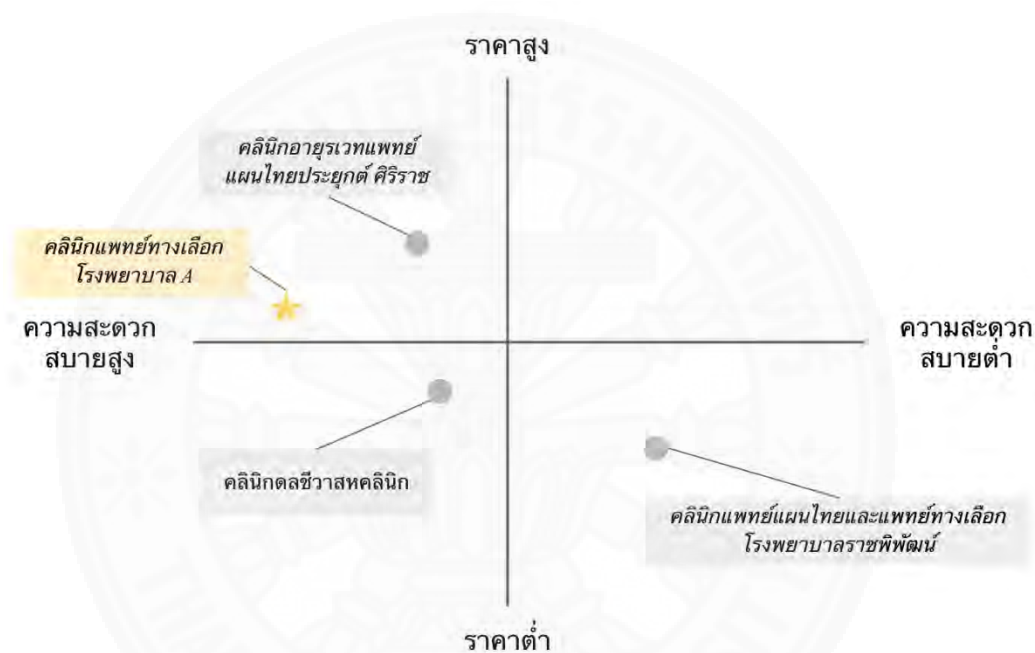 ราคาสูง
คลินิกอายุรเวทแพทย์
แผนไทยประยุกต์ ศิริราช
คลินิกแพทย์ทางเลือก
โรงพยาบาล A
ความสะดวก
สบายสูง
ความสะดวก
สบายต่ำ
คลินิกดลชีวาสหคลินิก
คลินิกแพทย์แผนไทยและแพทย์ทางเลือก
โรงพยาบาลราชพิพัฒน์
ราคาต่ำ